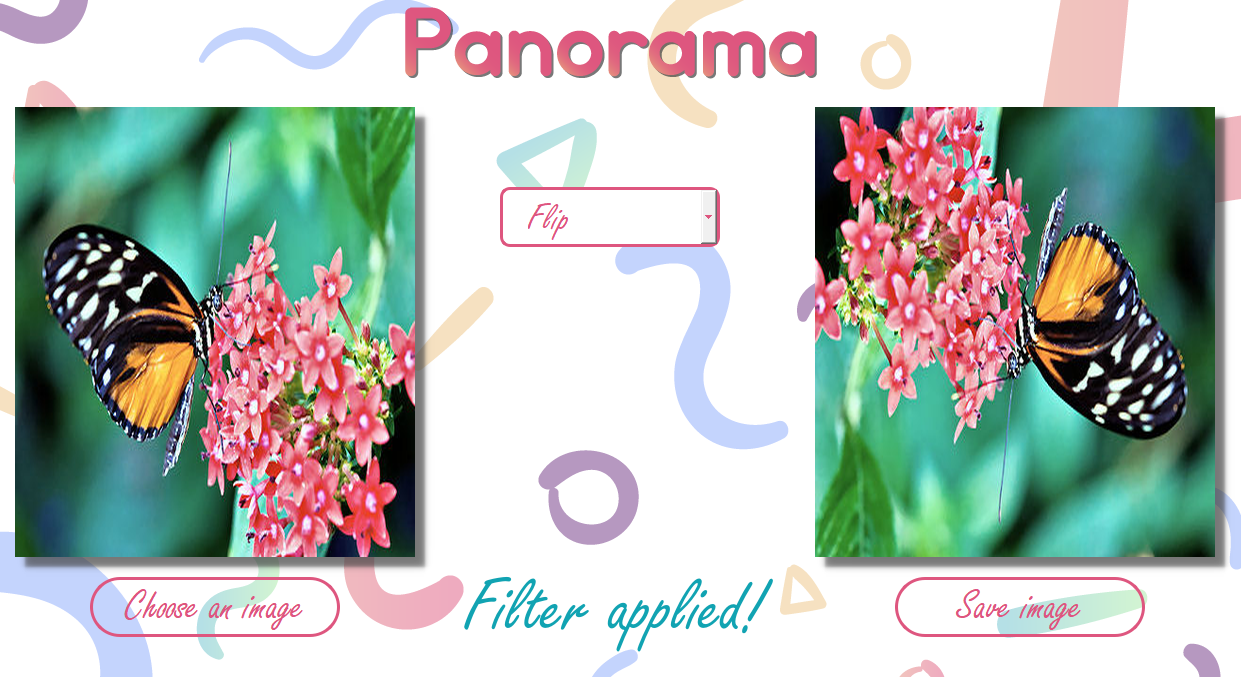 Panorama
Flip
Choose an image
Filter applied!
Save image